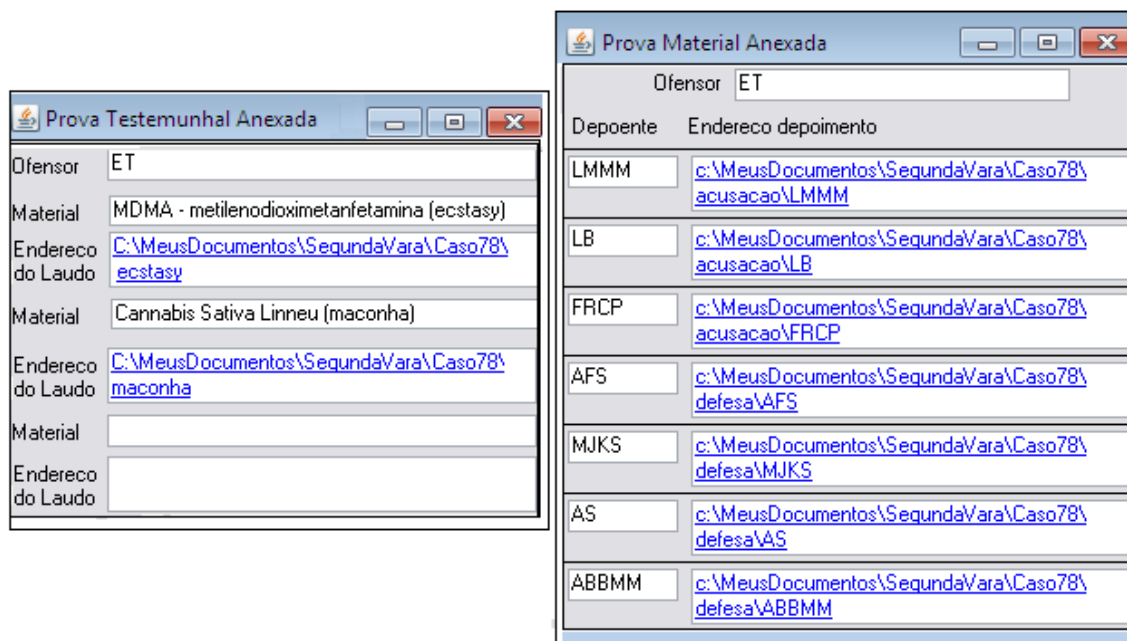 Prova Testemunhal Anexada
Ofensor ET
Material MDMA - metilenodioximetanfetamina (ecstasy)
Endereco do Laudo C:\MeusDocumentos\SegundaVara\Caso78\
ecstasy
Material Cannabis Sativa Linneu (maconha)
Endereco do Laudo C:\MeusDocumentos\SegundaVara\Caso78\
maconha
Material
Endereco
do Laudo
Prova Material Anexada
Ofensor ET
Depoente Endereco depoimento
LMMM c:\MeusDocumentos\SegundaVara\Caso78\
acusacao\LMMM
LB c:\MeusDocumentos\SegundaVara\Caso78\
acusacao\LB
FRCP c:\MeusDocumentos\SegundaVara\Caso78\
acusacao\FRCP
AFS c:\MeusDocumentos\SegundaVara\Caso78\
defesa\AFS
MJKS c:\MeusDocumentos\SegundaVara\Caso78\
defesa\MJKS
AS c:\MeusDocumentos\SegundaVara\Caso78\
defesa\AS
ABBMM c:\MeusDocumentos\SegundaVara\Caso78\
defesa\ABBMM